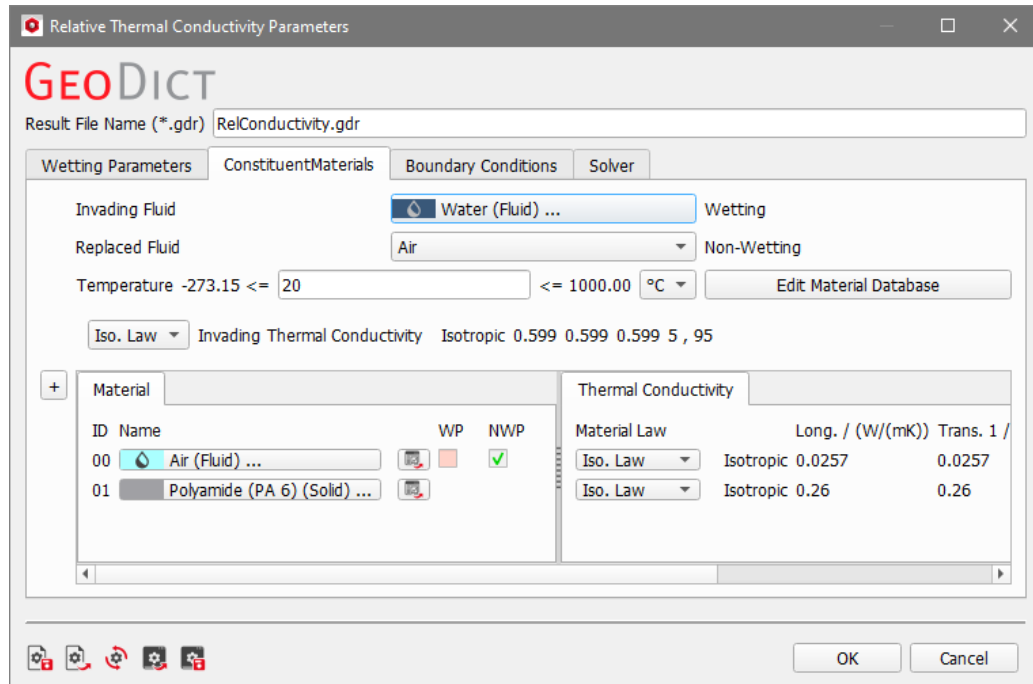 Relative Thermal Conductivity Parameters
GEODICT
Result File Name (*.gdr) RelConductivity.gdr
Wetting Parameters ConstituentMaterials Boundary Conditions Solver
Invading Fluid Water (Fluid) ... Wetting
Replaced Fluid Air Non-Wetting
Temperature -273.15 <= 20 <= 1000.00 °C Edit Material Database
Iso. Law Invading Thermal Conductivity Isotropic 0.599 0.599 0.599 5 , 95
+ Material Thermal Conductivity
ID Name WP NWP Material Law Long. / (W/(mK)) Trans. 1 /
00 Air (Fluid) ... Iso. Law Isotropic 0.0257 0.0257
01 Polyamide (PA 6) (Solid) ... Iso. Law Isotropic 0.26 0.26
OK Cancel